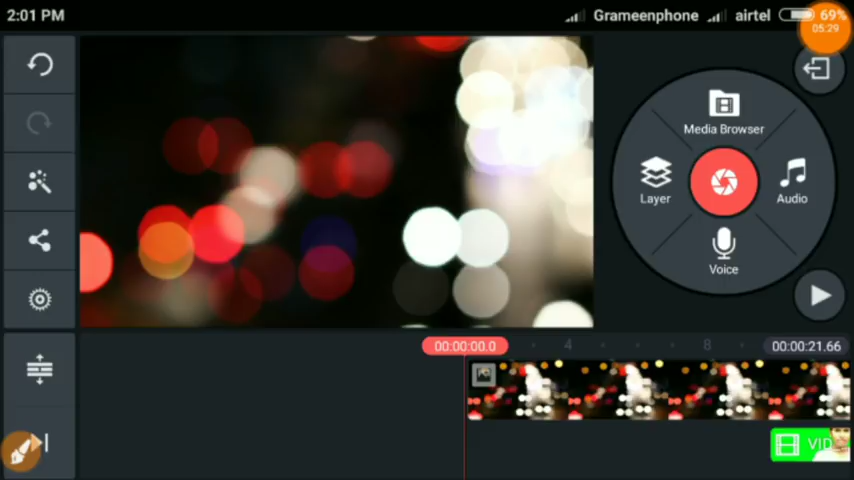 2:01 PM
Grameenphone
airtel
69%
05:29
Media Browser
Layer
Audio
Voice
00:00:00.0
4
8
00:00:21.66
VID